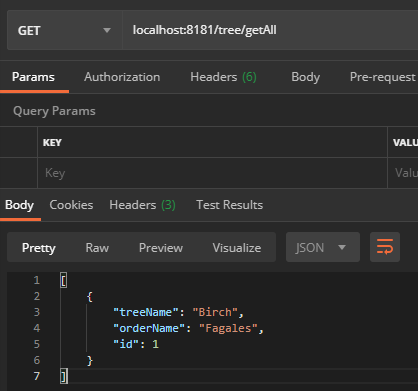 GET localhost:8181/tree/getAll
Params Authorization Headers (6) Body Pre-request
Query Params
KEY VALU
Key Valu
Body Cookies Headers (3) Test Results
Pretty Raw Preview Visualize JSON
1 [
2 {
3 "treeName": "Birch",
4 "orderName": "Fagales",
5 "id": 1
6 }
7 ]